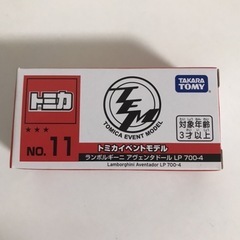 トミカ
★★★
NO. 11
TEM
TOMICA EVENT MODEL
TAKARA
TOMY
対象年齢
3才以上
トミカイベントモデル
ランボルギーニ アヴェンタドール LP 700-4
Lamborghini Aventador LP 700-4